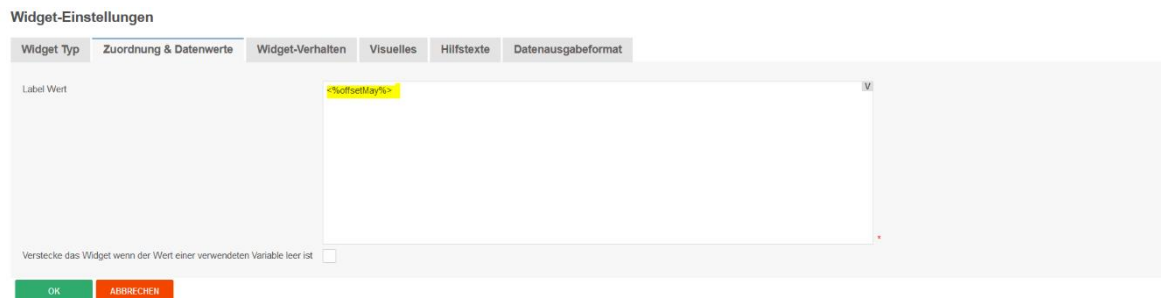 Widget-Einstellungen
Widget Typ Zuordnung & Datenwerte Widget-Verhalten Visuelles Hilfstexte Datenausgabeformat
Label Wert <%offsetMay%> V
*
Verstecke das Widget wenn der Wert einer verwendeten Variable leer ist
OK ABBRECHEN